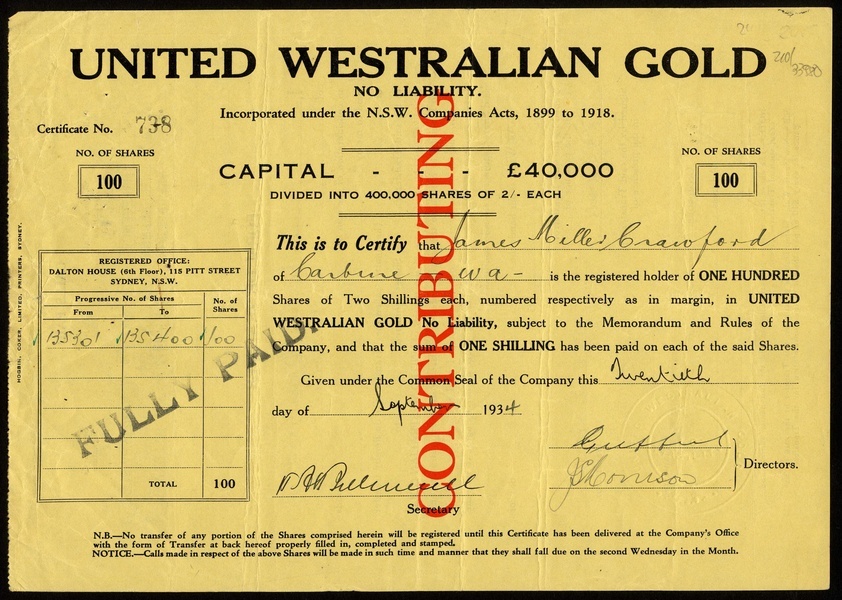 UNITED WESTRALIAN GOLD
NO LIABILITY.
Incorporated under the N.S.W. Companies Acts, 1899 to 1918.
Certificate No. 738
NO. OF SHARES
100
CAPITAL - - - £40,000
DIVIDED INTO 400,000 SHARES OF 2/- EACH
NO. OF SHARES
100
CONTRIBUTING
This is to Certify that James Miller Crawford
of Carbine W A - is the registered holder of ONE HUNDRED
Shares of Two Shillings each, numbered respectively as in margin, in UNITED
WESTRALIAN GOLD No Liability, subject to the Memorandum and Rules of the
Company, and that the sum of ONE SHILLING has been paid on each of the said Shares.
Given under the Common Seal of the Company this Twentieth
day of September 1934
Directors.
Secretary
HOGBIN, CORER, LIMITED, PRINTERS, SYDNEY.
REGISTERED OFFICE:
DALTON HOUSE (6th Floor), 115 PITT STREET
SYDNEY, N.S.W.
Progressive No. of Shares No. of Shares
From To
135301 135400 100
FULLY PAID.
TOTAL 100
N.B.—No transfer of any portion of the Shares comprised herein will be registered until this Certificate has been delivered at the Company's Office
with the form of Transfer at back hereof properly filled in, completed and stamped.
NOTICE.—Calls made in respect of the above Shares will be made in such time and manner that they shall fall due on the second Wednesday in the Month.